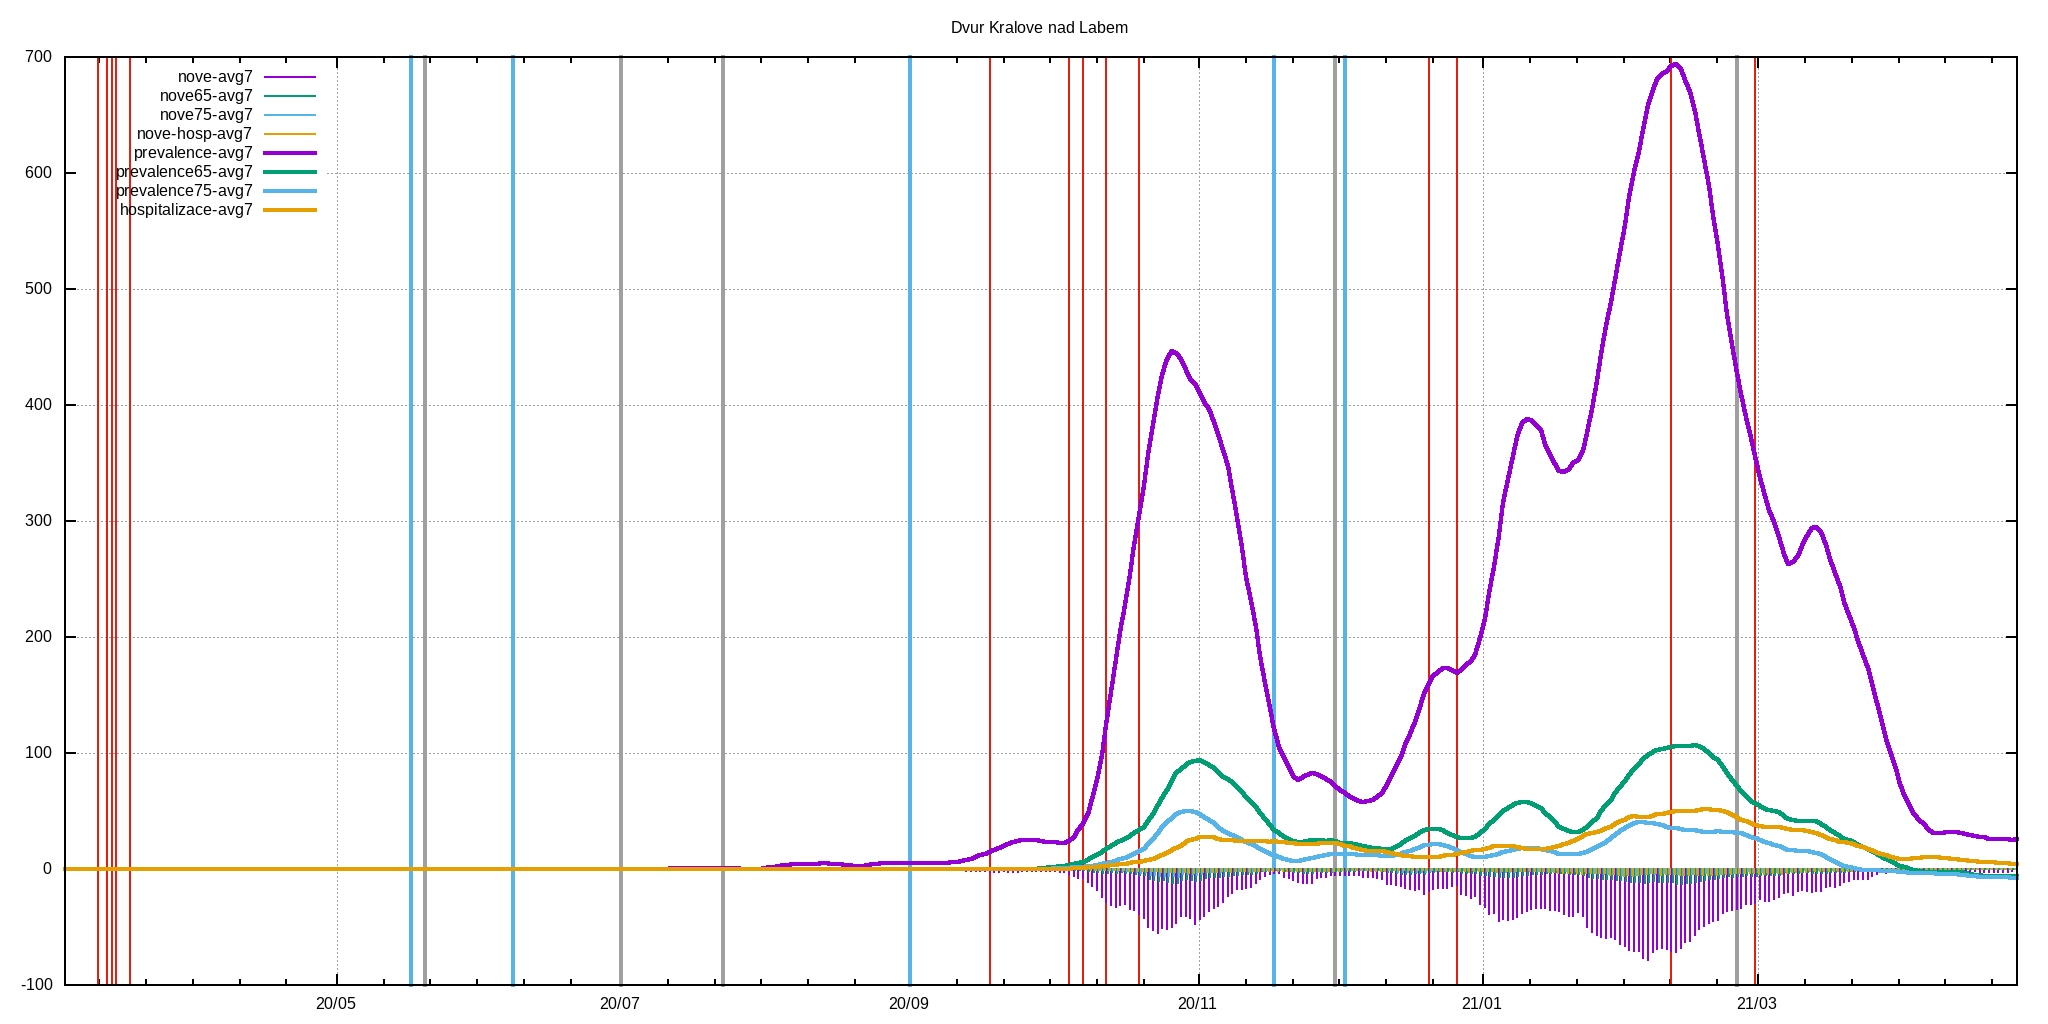 Dvur Kralove nad Labem
700
600
500
400
300
200
100
0
-100
nove-avg7
nove65-avg7
nove75-avg7
nove-hosp-avg7
prevalence-avg7
prevalence65-avg7
prevalence75-avg7
hospitalizace-avg7
20/05
20/07
20/09
20/11
21/01
21/03